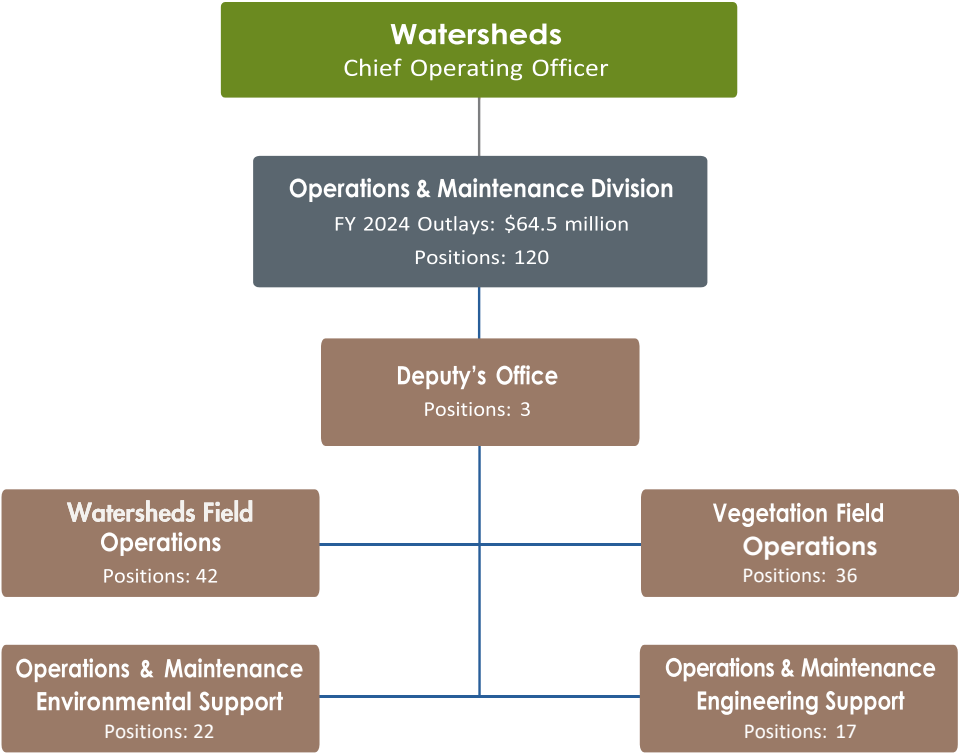 Watersheds
Chief Operating Officer
Operations & Maintenance Division
FY 2024 Outlays: $64.5 million
Positions: 120
Deputy’s Office
Positions: 3
Watersheds Field
Operations
Positions: 42
Vegetation Field
Operations
Positions: 36
Operations & Maintenance
Environmental Support
Positions: 22
Operations & Maintenance
Engineering Support
Positions: 17